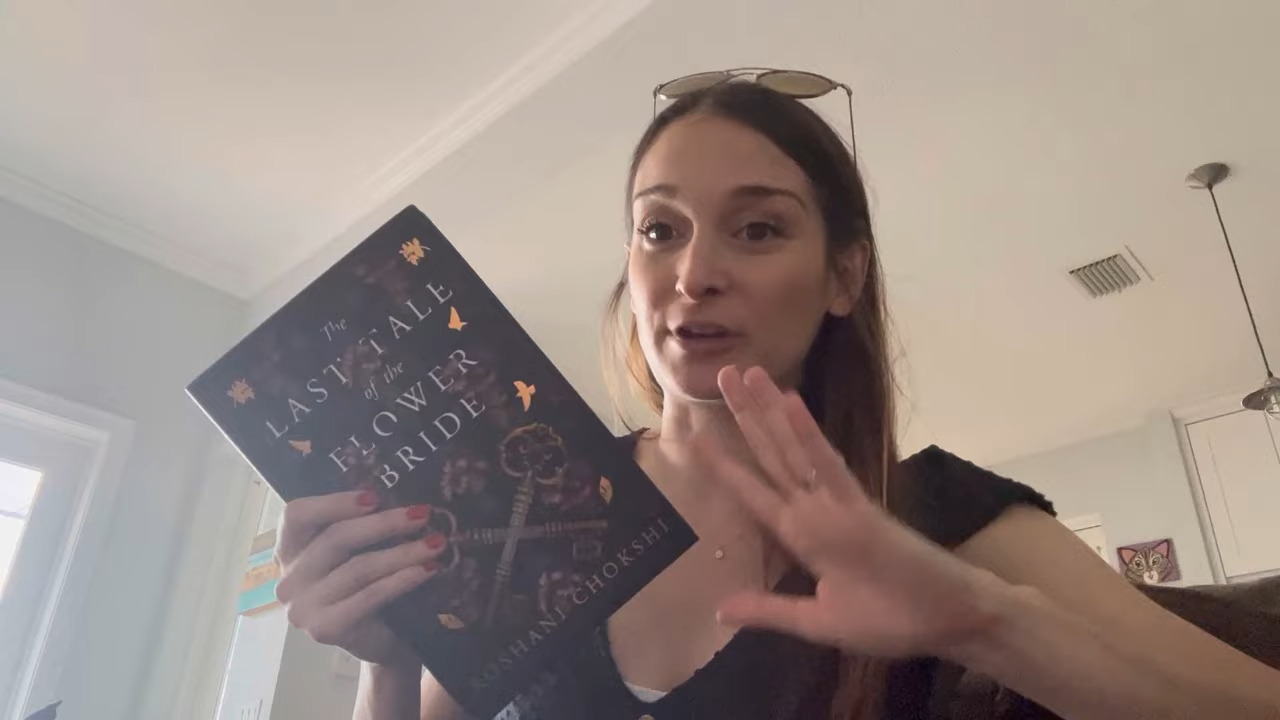 The
LAST TALE
of the
FLOWER
BRIDE
ROSHANI CHOKSHI